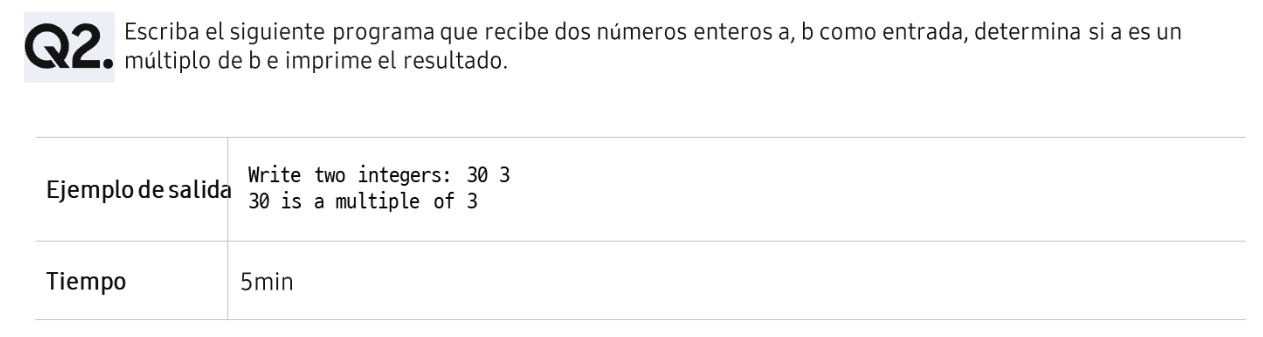 Q2.
Escriba el siguiente programa que recibe dos números enteros a, b como entrada, determina si a es un
múltiplo de b e imprime el resultado.
Ejemplo de salida
Write two integers: 30 3
30 is a multiple of 3
Tiempo
5min